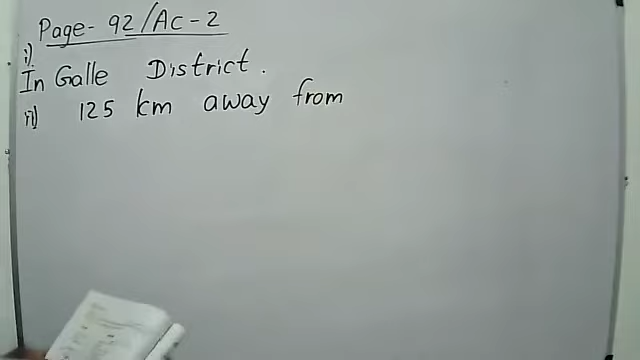 Page- 92/Ac-2
i)
In Galle District.
ii) 125 km away from